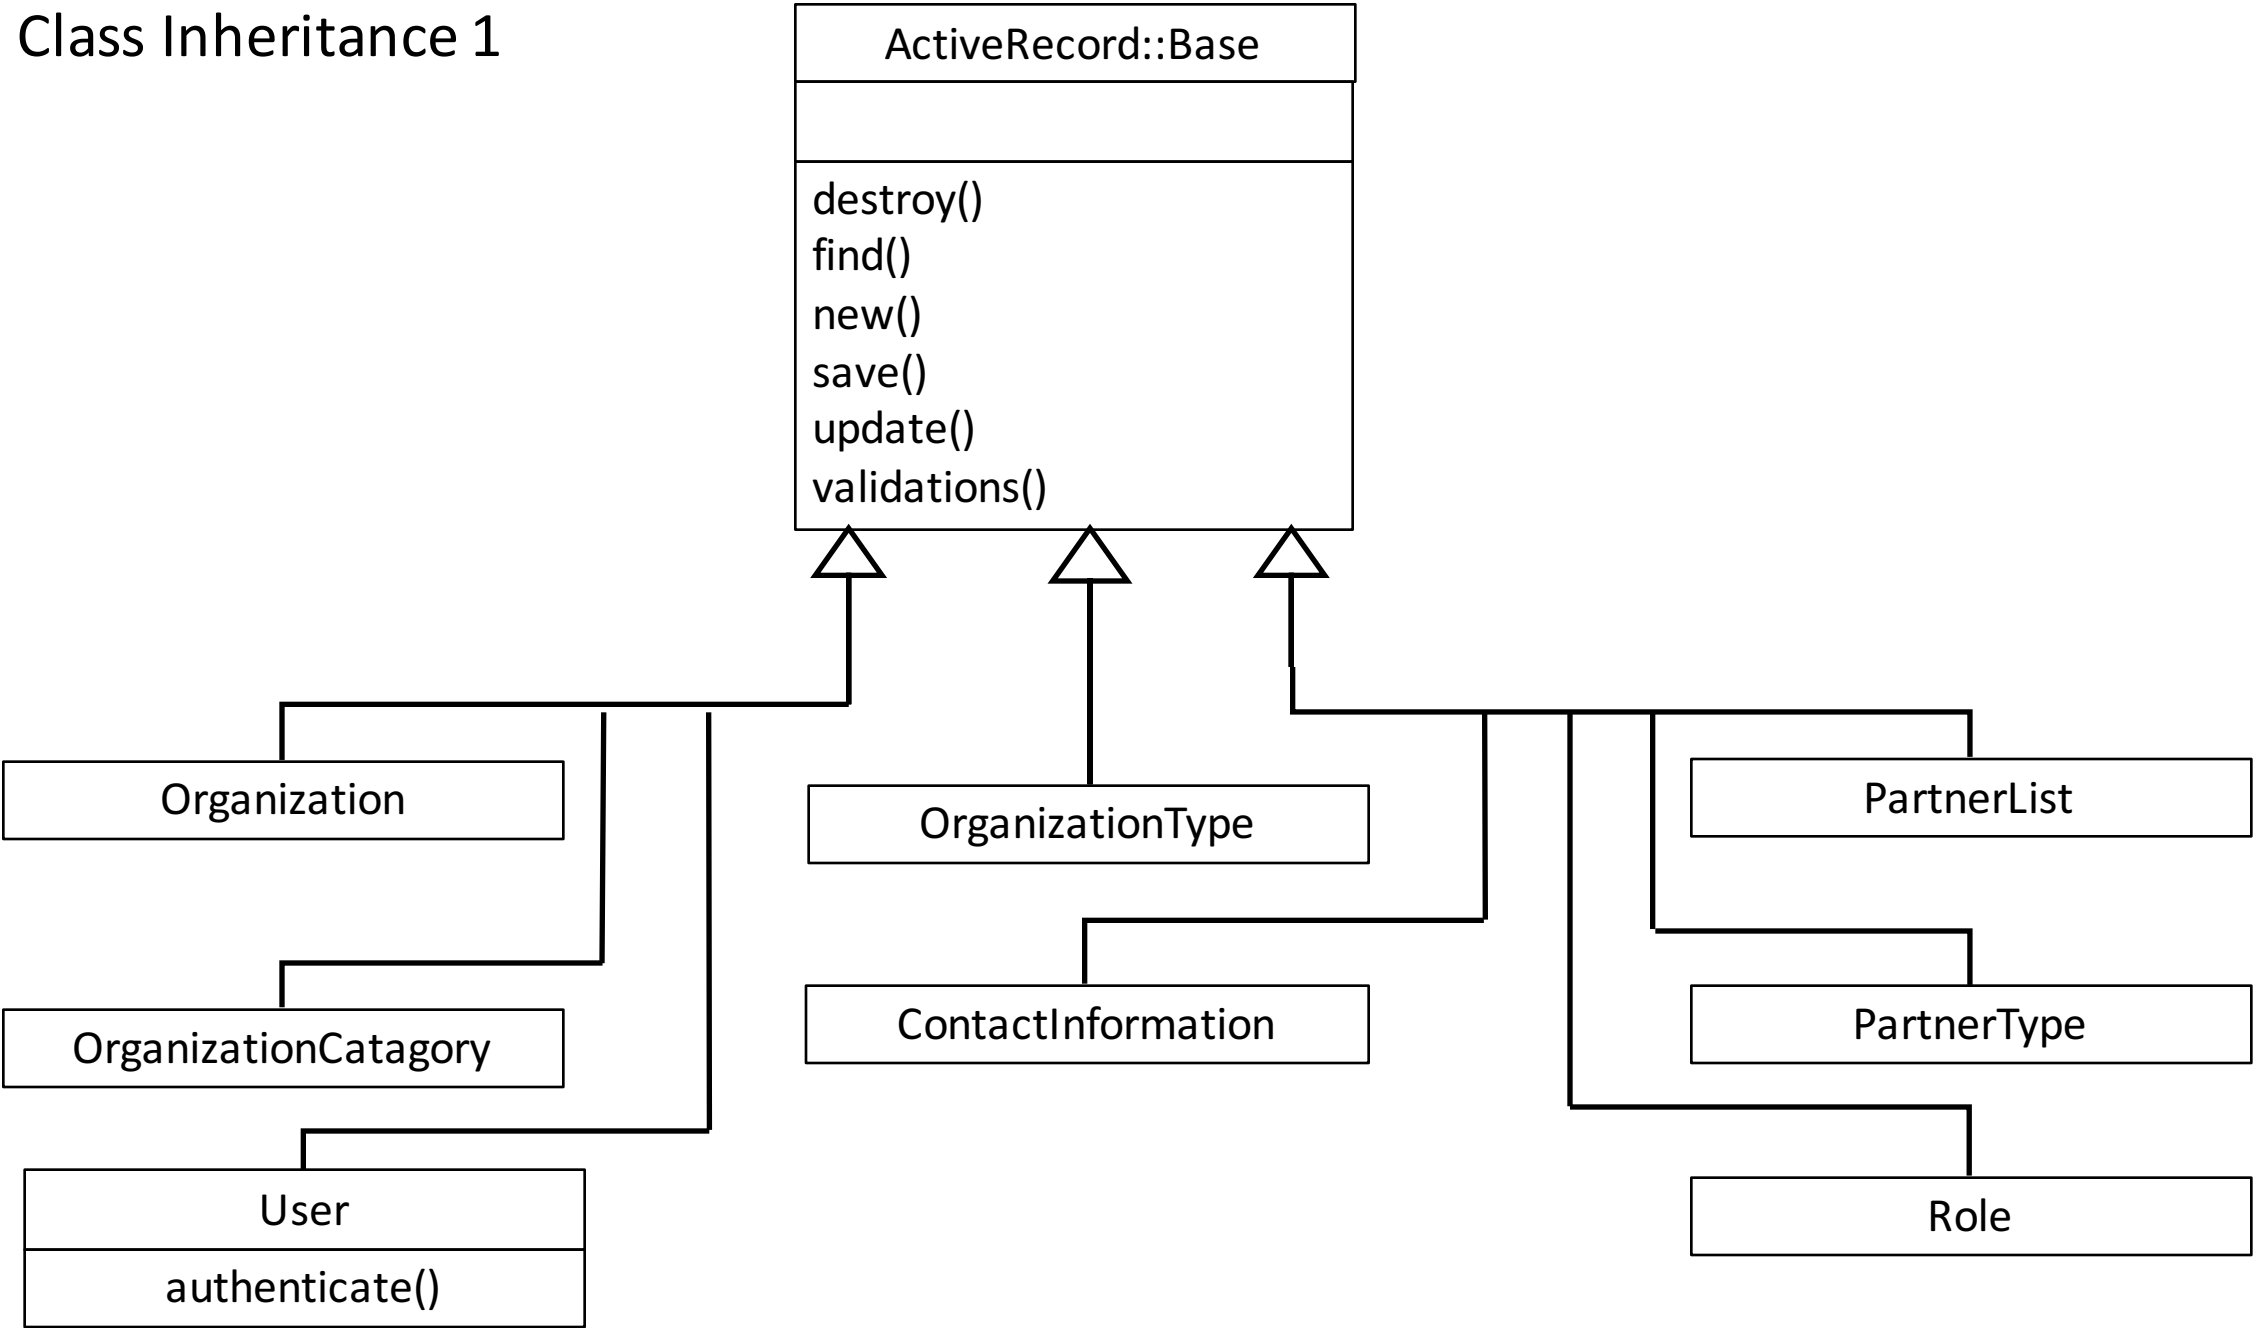 Class Inheritance 1
ActiveRecord::Base
destroy()
find()
new()
save()
update()
validations()
Organization
OrganizationType
PartnerList
OrganizationCatagory
ContactInformation
PartnerType
User
authenticate()
Role